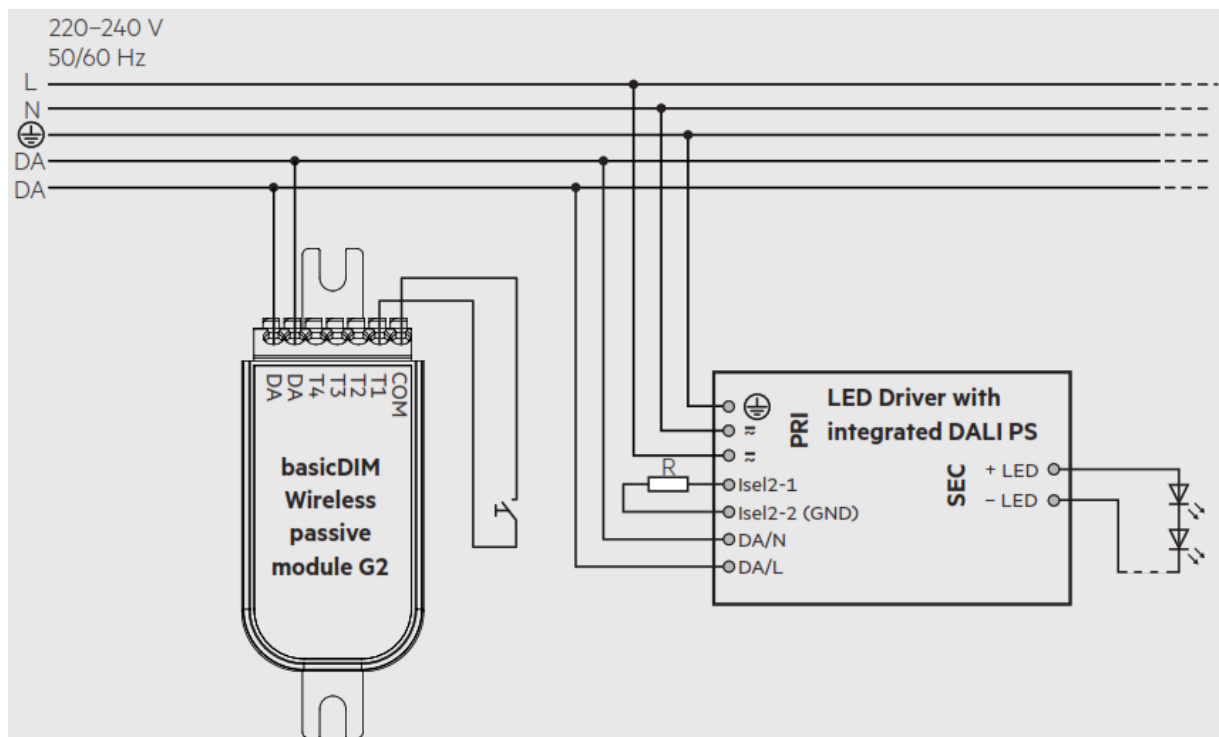 220–240 V
50/60 Hz
L
N
DA
DA
DA
DA
T4
T3
T2
T1
COM
basicDIM
Wireless
passive
module G2
LED Driver with
integrated DALI PS
PRI
R
Isel2-1
Isel2-2 (GND)
DA/N
DA/L
SEC
+ LED
– LED